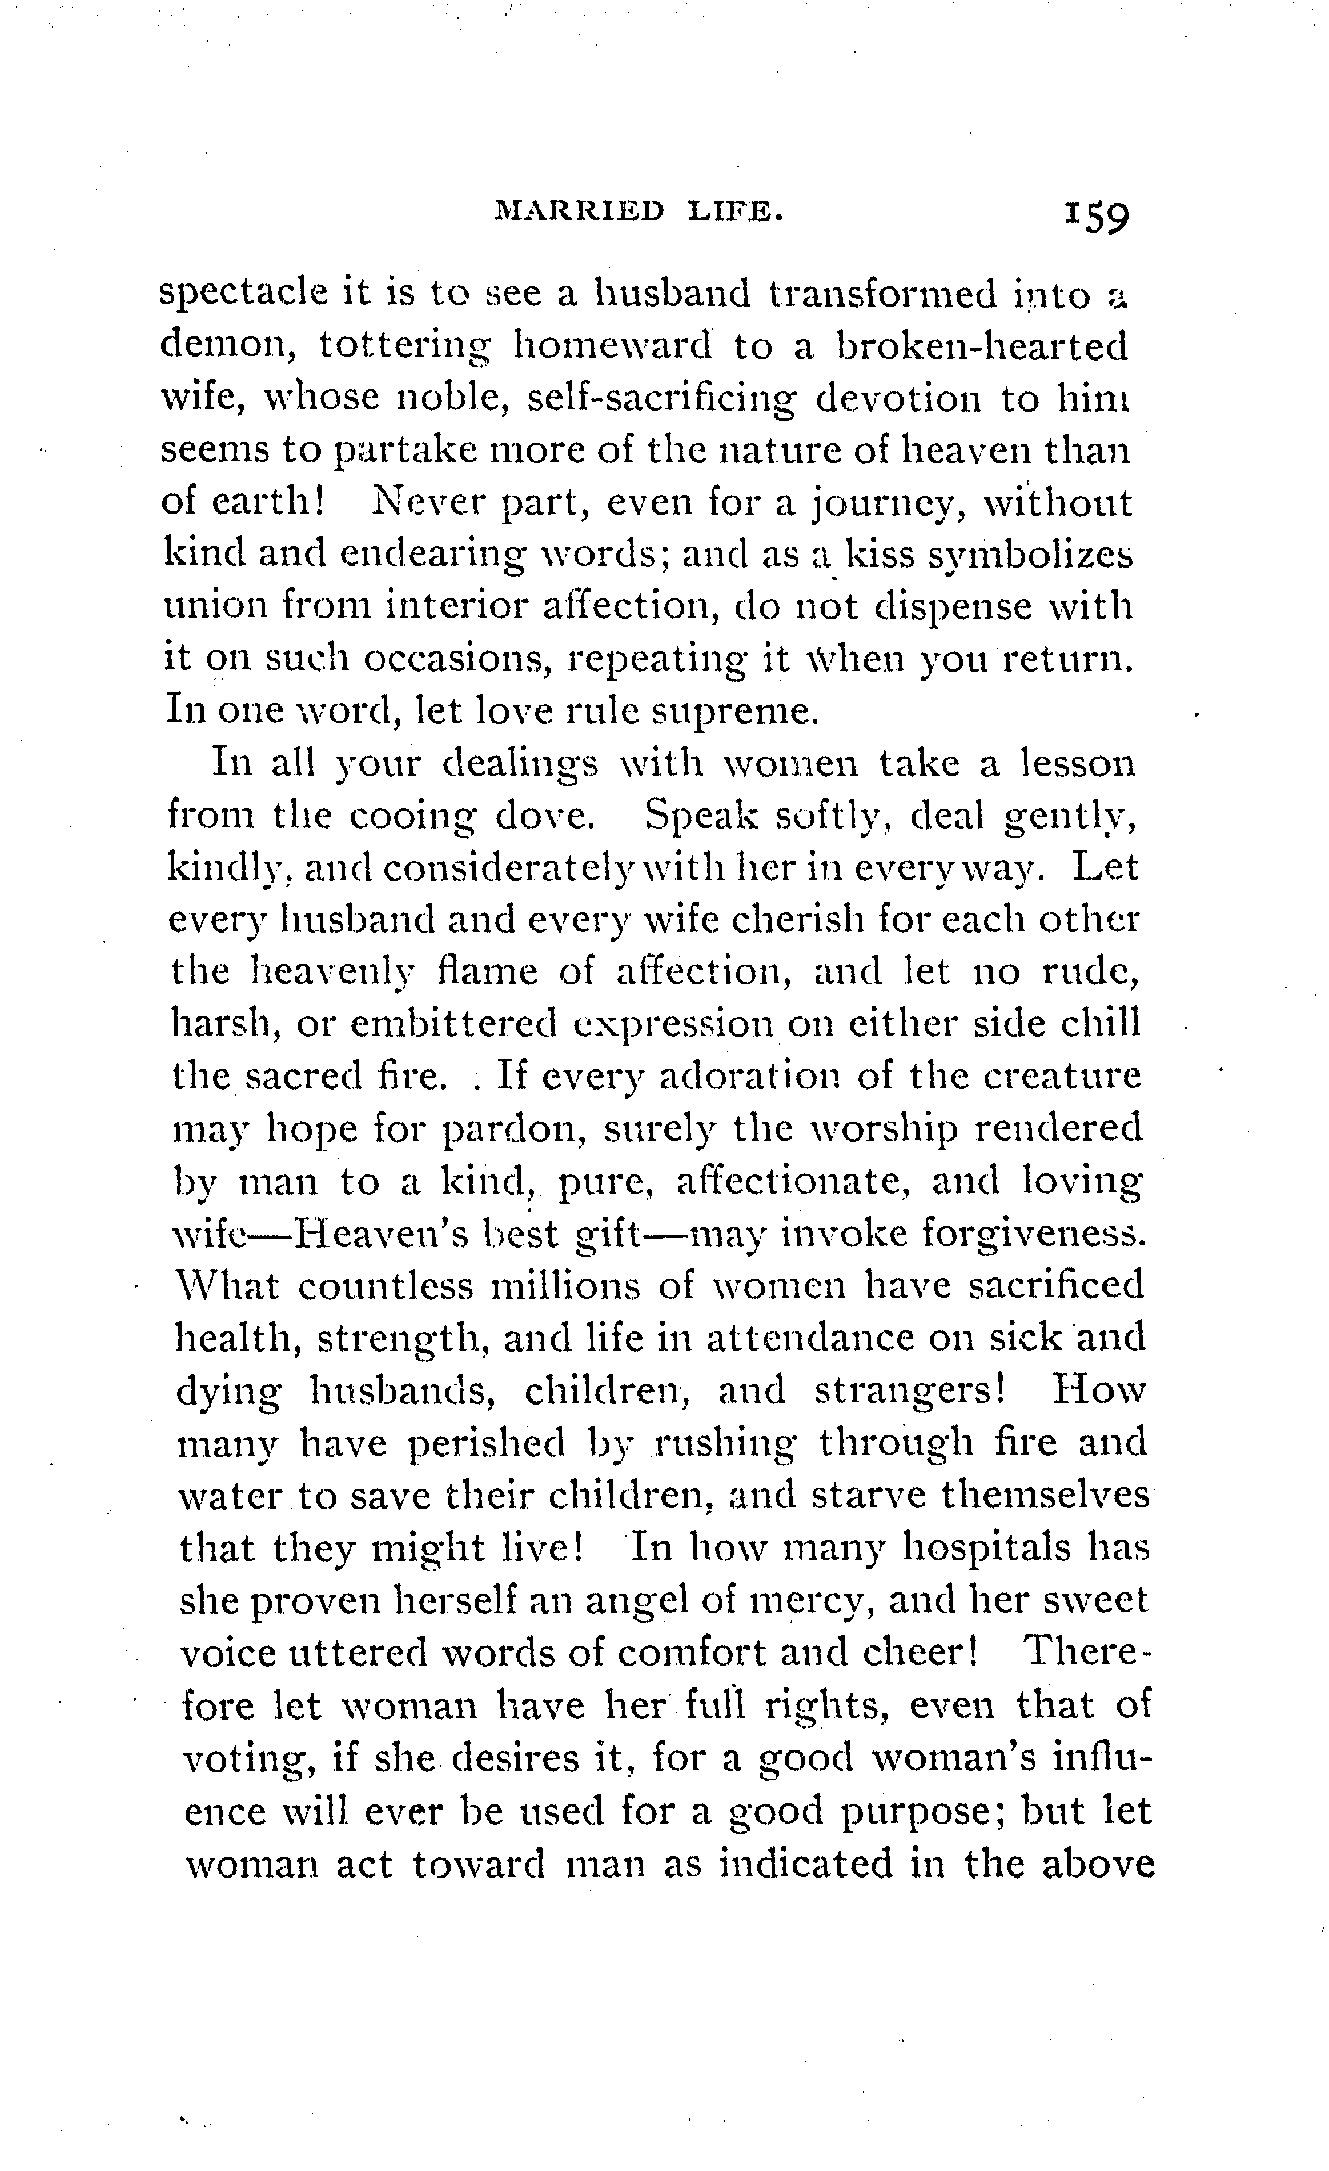 MARRIED LIFE. 159
spectacle it is to see a husband transformed into a
demon, tottering homeward to a broken-hearted
wife, whose noble, self-sacrificing devotion to him
seems to partake more of the nature of heaven than
of earth! Never part, even for a journey, without
kind and endearing words; and as a kiss symbolizes
union from interior affection, do not dispense with
it on such occasions, repeating it when you return.
In one word, let love rule supreme.
In all your dealings with women take a lesson
from the cooing dove. Speak softly, deal gently,
kindly, and considerately with her in every way. Let
every husband and every wife cherish for each other
the heavenly flame of affection, and let no rude,
harsh, or embittered expression on either side chill
the sacred fire. If every adoration of the creature
may hope for pardon, surely the worship rendered
by man to a kind, pure, affectionate, and loving
wife—Heaven's best gift—may invoke forgiveness.
What countless millions of women have sacrificed
health, strength, and life in attendance on sick and
dying husbands, children, and strangers! How
many have perished by rushing through fire and
water to save their children, and starve themselves
that they might live! In how many hospitals has
she proven herself an angel of mercy, and her sweet
voice uttered words of comfort and cheer! There-
fore let woman have her full rights, even that of
voting, if she desires it, for a good woman's influ-
ence will ever be used for a good purpose; but let
woman act toward man as indicated in the above